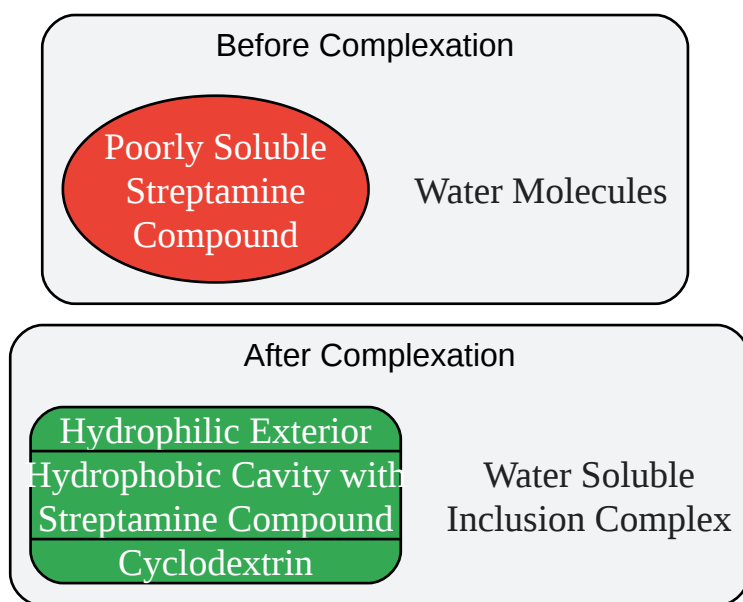 Before Complexation
Poorly Soluble
Streptamine
Compound
Water Molecules
After Complexation
Hydrophilic Exterior
Hydrophobic Cavity with
Streptamine Compound
Cyclodextrin
Water Soluble
Inclusion Complex